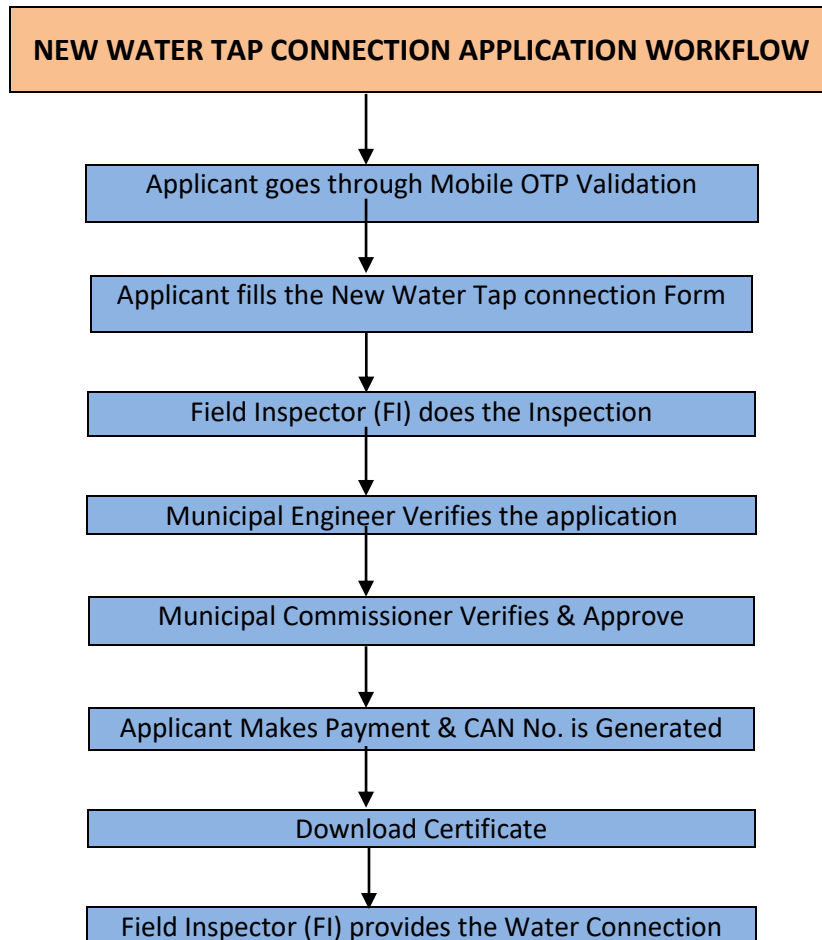 NEW WATER TAP CONNECTION APPLICATION WORKFLOW
Applicant goes through Mobile OTP Validation
Applicant fills the New Water Tap connection Form
Field Inspector (FI) does the Inspection
Municipal Engineer Verifies the application
Municipal Commissioner Verifies & Approve
Applicant Makes Payment & CAN No. is Generated
Download Certificate
Field Inspector (FI) provides the Water Connection